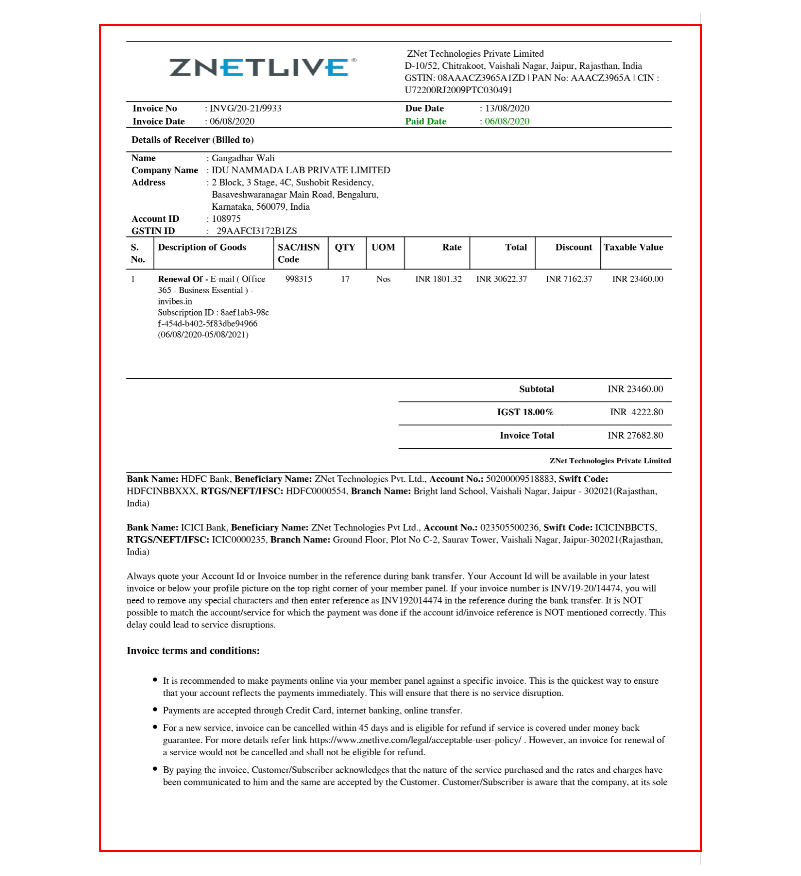 ZNETLIVE®
ZNet Technologies Private Limited
D-10/52, Chitrakoot, Vaishali Nagar, Jaipur, Rajasthan, India
GSTIN: 08AAACZ3965A1ZD | PAN No: AAACZ3965A | CIN :
U72200RJ2009PTC030491
Invoice No : INVG/20-21/9933 Due Date : 13/08/2020
Invoice Date : 06/08/2020 Paid Date : 06/08/2020
Details of Receiver (Billed to)
Name : Gangadhar Wali
Company Name : IDU NAMMADA LAB PRIVATE LIMITED
Address : 2 Block, 3 Stage, 4C, Sushobit Residency,
Basaveshwaranagar Main Road, Bengaluru,
Karnataka, 560079, India
Account ID : 108975
GSTIN ID : 29AAFCI3172B1ZS
S. Description of Goods SAC/HSN QTY UOM Rate Total Discount Taxable Value
No. Code
1 Renewal Of - E-mail ( Office 998315 17 Nos INR 1801.32 INR 30622.37 INR 7162.37 INR 23460.00
365 - Business Essential ) -
invibes.in
Subscription ID : 8aef1ab3-98c
f-454d-b402-5f83dbe94966
(06/08/2020-05/08/2021)
Subtotal INR 23460.00
IGST 18.00% INR 4222.80
Invoice Total INR 27682.80
ZNet Technologies Private Limited
Bank Name: HDFC Bank, Beneficiary Name: ZNet Technologies Pvt. Ltd., Account No.: 50200009518883, Swift Code:
HDFCINBBXXX, RTGS/NEFT/IFSC: HDFC0000554, Branch Name: Bright land School, Vaishali Nagar, Jaipur - 302021(Rajasthan,
India)
Bank Name: ICICI Bank, Beneficiary Name: ZNet Technologies Pvt Ltd., Account No.: 023505500236, Swift Code: ICICINBBCTS,
RTGS/NEFT/IFSC: ICIC0000235, Branch Name: Ground Floor, Plot No C-2, Saurav Tower, Vaishali Nagar, Jaipur-302021(Rajasthan,
India)
Always quote your Account Id or Invoice number in the reference during bank transfer. Your Account Id will be available in your latest
invoice or below your profile picture on the top right corner of your member panel. If your invoice number is INV/19-20/14474, you will
need to remove any special characters and then enter reference as INV192014474 in the reference during the bank transfer. It is NOT
possible to match the account/service for which the payment was done if the account id/invoice reference is NOT mentioned correctly. This
delay could lead to service disruptions.
Invoice terms and conditions:
• It is recommended to make payments online via your member panel against a specific invoice. This is the quickest way to ensure
that your account reflects the payments immediately. This will ensure that there is no service disruption.
• Payments are accepted through Credit Card, internet banking, online transfer.
• For a new service, invoice can be cancelled within 45 days and is eligible for refund if service is covered under money back
guarantee. For more details refer link https://www.znetlive.com/legal/acceptable-user-policy/ . However, an invoice for renewal of
a service would not be cancelled and shall not be eligible for refund.
• By paying the invoice, Customer/Subscriber acknowledges that the nature of the service purchased and the rates and charges have
been communicated to him and the same are accepted by the Customer. Customer/Subscriber is aware that the company, at its sole